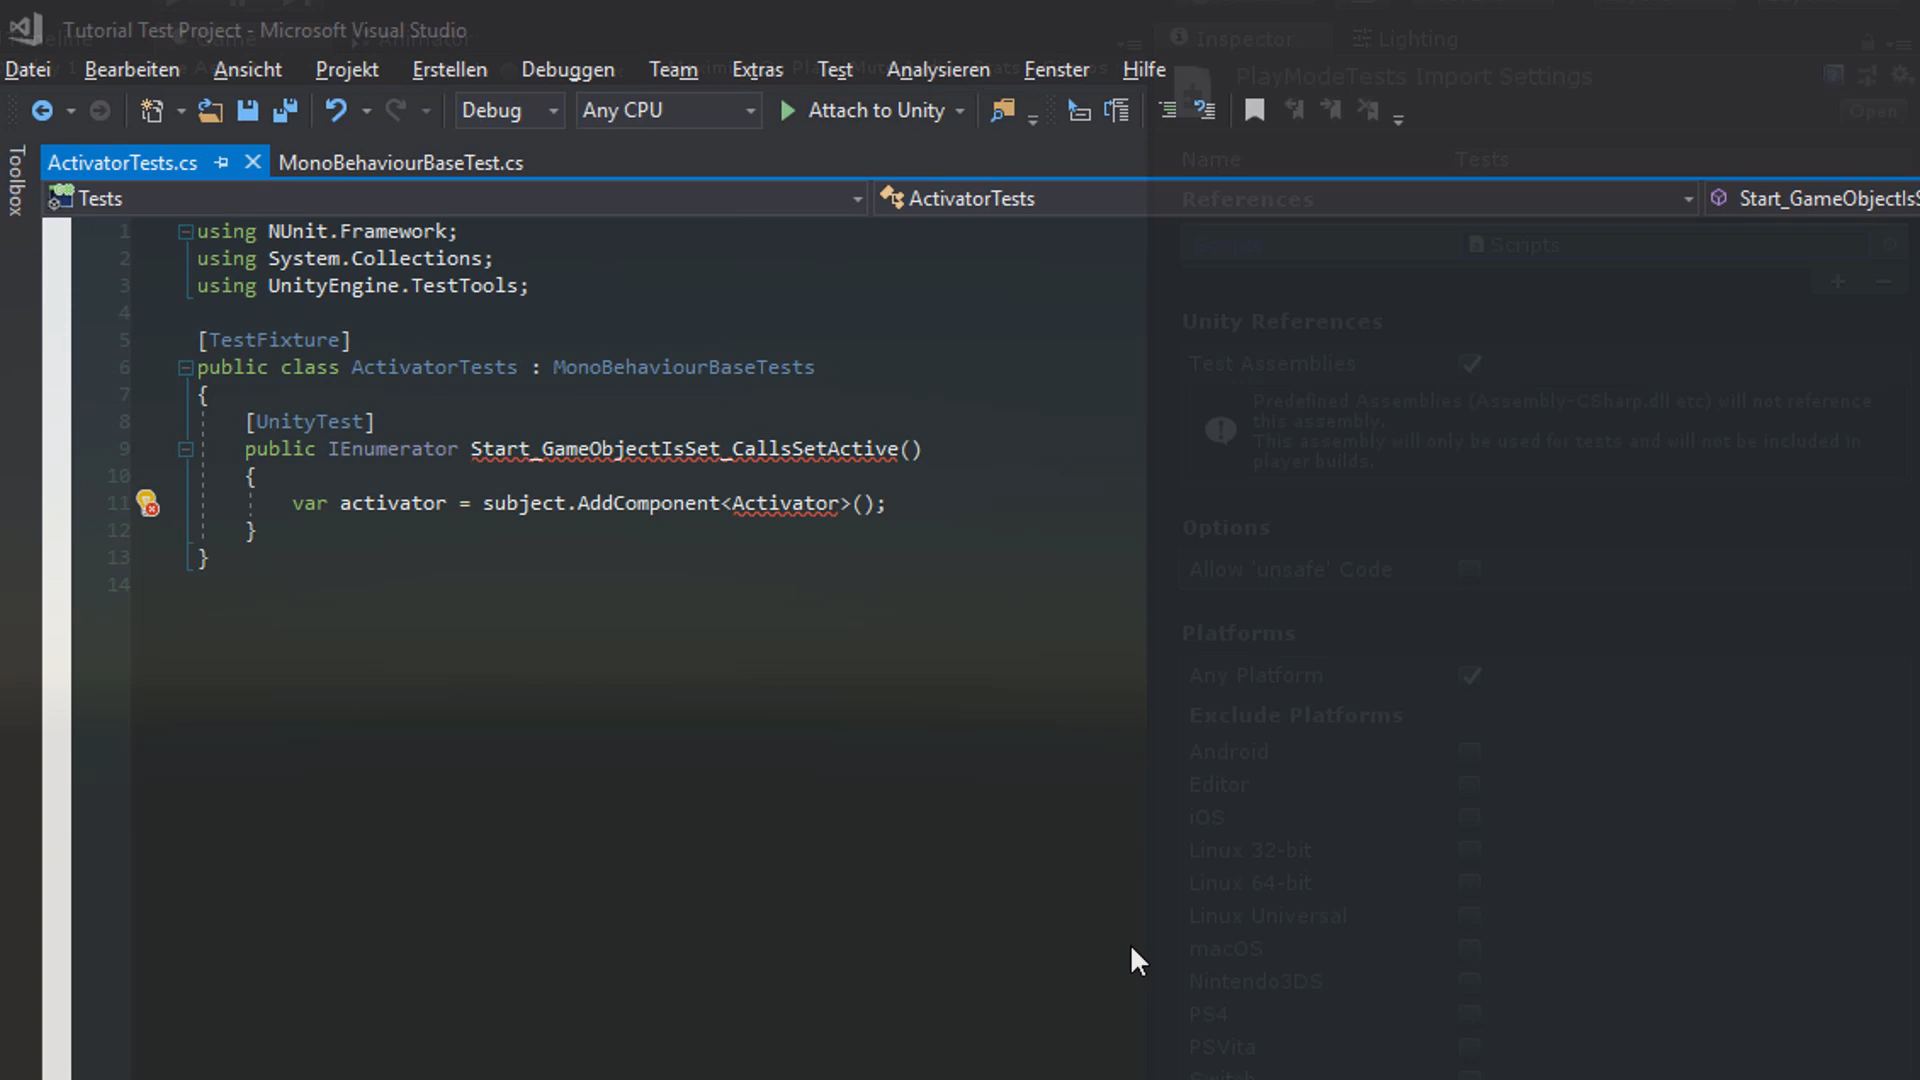 Tutorial Test Project - Microsoft Visual Studio
Datei Bearbeiten Ansicht Projekt Erstellen Debuggen Team Extras Test Analysieren Fenster Hilfe
Debug Any CPU Attach to Unity
Toolbox
ActivatorTests.cs MonoBehaviourBaseTest.cs
Tests ActivatorTests Start_GameObjectIsS
1 using NUnit.Framework;
2 using System.Collections;
3 using UnityEngine.TestTools;
4
5 [TestFixture]
6 public class ActivatorTests : MonoBehaviourBaseTests
7 {
8 [UnityTest]
9 public IEnumerator Start_GameObjectIsSet_CallsSetActive()
10 {
11 var activator = subject.AddComponent<Activator>();
12 }
13 }
14
Inspector Lighting
PlayModeTests Import Settings
Open
Name Tests
References
Scripts
Unity References
Test Assemblies
Predefined Assemblies (Assembly-CSharp.dll etc) will not reference
this assembly.
This assembly will only be used for tests and will not be included in
player builds.
Options
Allow 'unsafe' Code
Platforms
Any Platform
Exclude Platforms
Android
Editor
iOS
Linux 32-bit
Linux 64-bit
Linux Universal
macOS
Nintendo3DS
PS4
PSVita
Switch